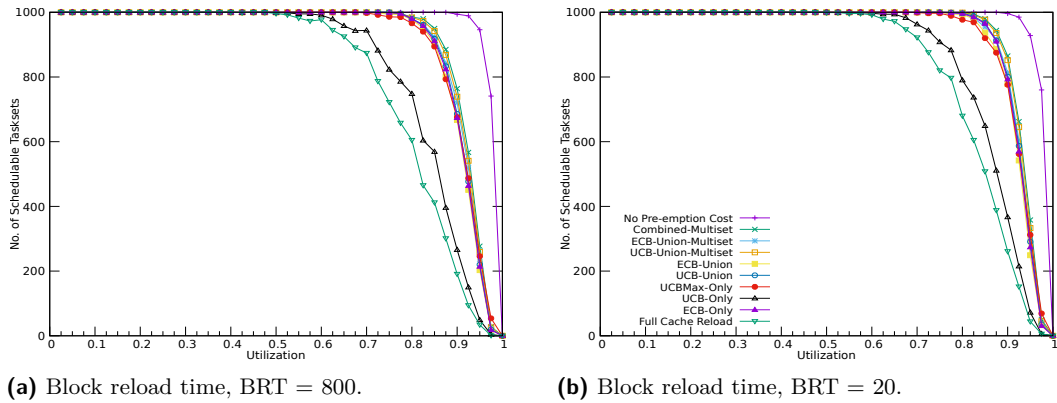 No. of Schedulable Tasksets
1000
800
600
400
200
0
0 0.1 0.2 0.3 0.4 0.5 0.6 0.7 0.8 0.9 1
Utilization
(a) Block reload time, BRT = 800.
No. of Schedulable Tasksets
1000
800
600
400
200
0
No Pre-emption Cost
Combined-Multiset
ECB-Union-Multiset
UCB-Union-Multiset
ECB-Union
UCB-Union
UCBMax-Only
UCB-Only
ECB-Only
Full Cache Reload
0 0.1 0.2 0.3 0.4 0.5 0.6 0.7 0.8 0.9 1
Utilization
(b) Block reload time, BRT = 20.